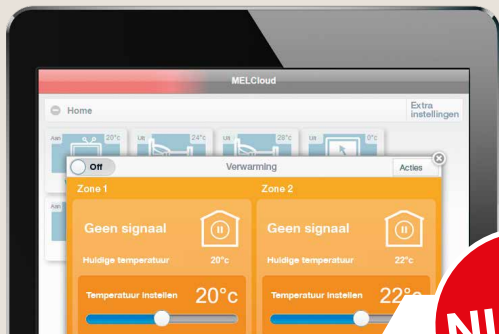 MELCloud
Home
Extra
instellingen
Aan 20°c
Uit 24°c
Uit 28°c
Uit 0°c
Off Verwarming Acties
Aan
Zone 1 Zone 2
Geen signaal Geen signaal
Huidige temperatuur 20°c Huidige temperatuur 22°c
Temperatuur instellen 20°c Temperatuur instellen 22°c